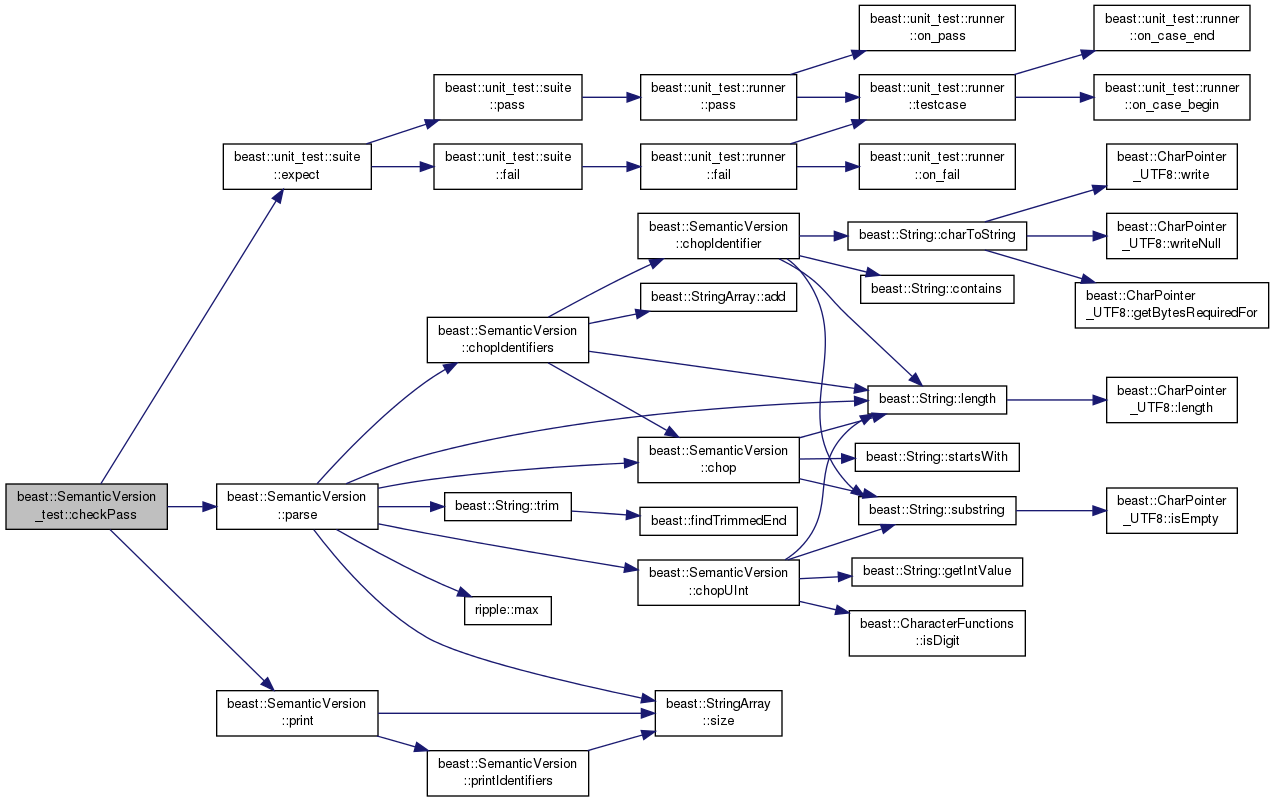 beast::unit_test::runner
::on_pass
beast::unit_test::runner
::on_case_end
beast::unit_test::suite
::pass
beast::unit_test::runner
::pass
beast::unit_test::runner
::testcase
beast::unit_test::runner
::on_case_begin
beast::unit_test::suite
::expect
beast::unit_test::suite
::fail
beast::unit_test::runner
::fail
beast::unit_test::runner
::on_fail
beast::CharPointer
_UTF8::write
beast::SemanticVersion
::chopIdentifier
beast::String::charToString
beast::CharPointer
_UTF8::writeNull
beast::StringArray::add
beast::String::contains
beast::CharPointer
_UTF8::getBytesRequiredFor
beast::SemanticVersion
::chopIdentifiers
beast::String::length
beast::CharPointer
_UTF8::length
beast::SemanticVersion
::chop
beast::String::startsWith
beast::SemanticVersion
_test::checkPass
beast::SemanticVersion
::parse
beast::String::trim
beast::findTrimmedEnd
beast::String::substring
beast::CharPointer
_UTF8::isEmpty
beast::SemanticVersion
::chopUInt
beast::String::getIntValue
ripple::max
beast::CharacterFunctions
::isDigit
beast::SemanticVersion
::print
beast::StringArray
::size
beast::SemanticVersion
::printIdentifiers